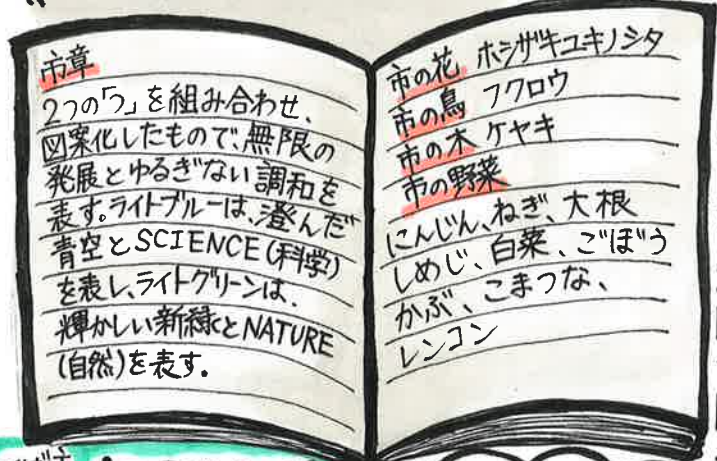 市章
2つの「つ」を組み合わせ、
図案化したもので、無限の
発展とゆるぎない調和を
表す。ライトブルーは、澄んだ
青空とSCIENCE(科学)
を表し、ライトグリーンは、
輝かしい新緑とNATURE
(自然)を表す。
市の花 ホシザキユキノシタ
市の鳥 フクロウ
市の木 ケヤキ
市の野菜
にんじん、ねぎ、大根
しめじ、白菜、ごぼう
かぶ、こまつな、
レンコン